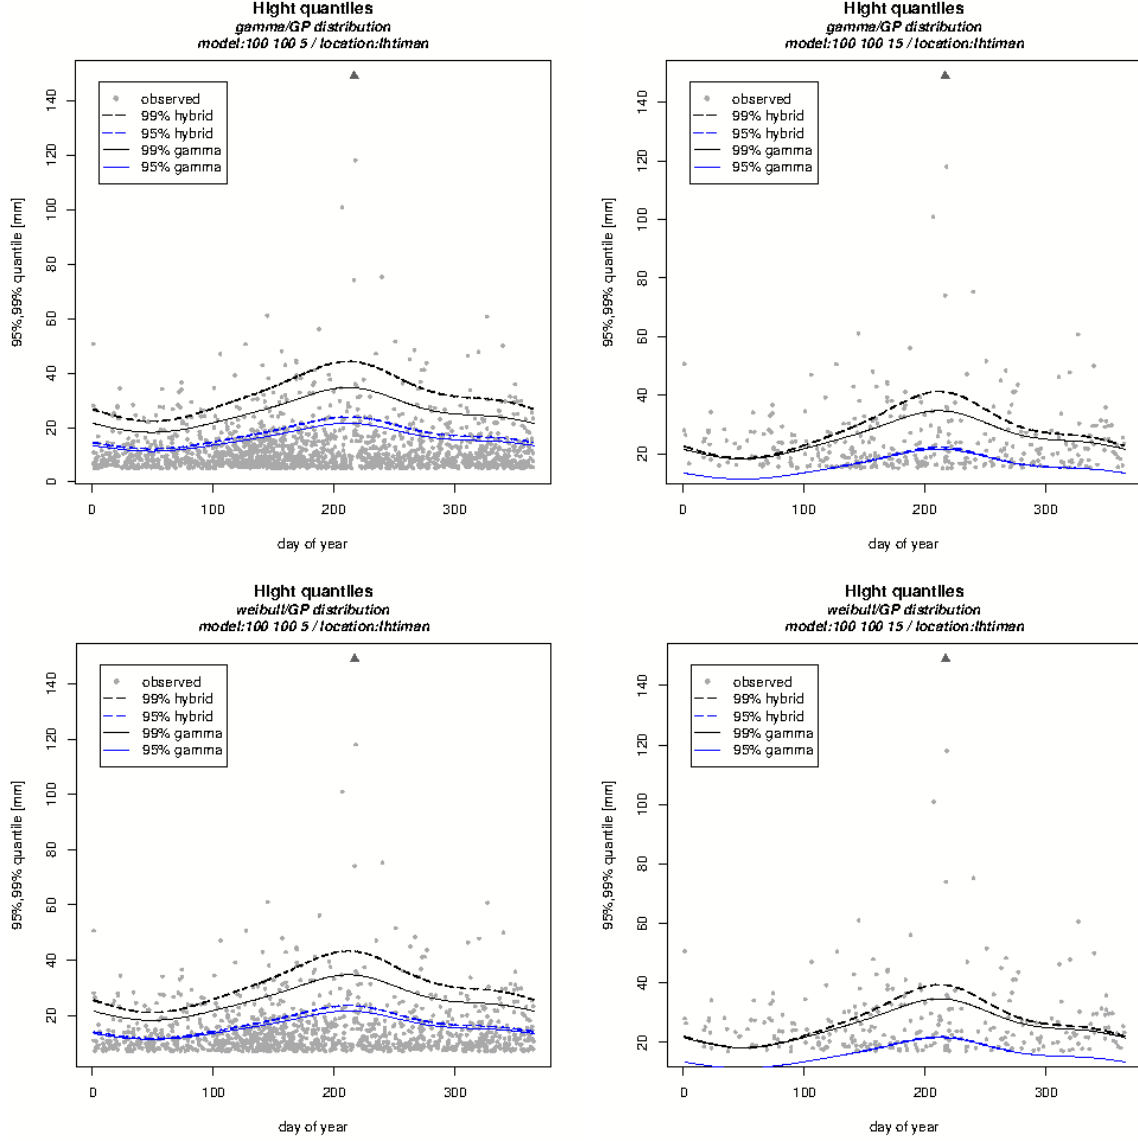 Hight quantiles
gamma/GP distribution
model:100 100 5 / location:Ihtiman
observed
99% hybrid
95% hybrid
99% gamma
95% gamma
95%,99% quantile [mm]
0 20 40 60 80 100 120 140
0 100 200 300
day of year
Hight quantiles
gamma/GP distribution
model:100 100 15 / location:Ihtiman
observed
99% hybrid
95% hybrid
99% gamma
95% gamma
95%,99% quantile [mm]
20 40 60 80 100 120 140
0 100 200 300
day of year
Hight quantiles
weibull/GP distribution
model:100 100 5 / location:Ihtiman
observed
99% hybrid
95% hybrid
99% gamma
95% gamma
95%,99% quantile [mm]
20 40 60 80 100 120 140
0 100 200 300
day of year
Hight quantiles
weibull/GP distribution
model:100 100 15 / location:Ihtiman
observed
99% hybrid
95% hybrid
99% gamma
95% gamma
95%,99% quantile [mm]
20 40 60 80 100 120 140
0 100 200 300
day of year